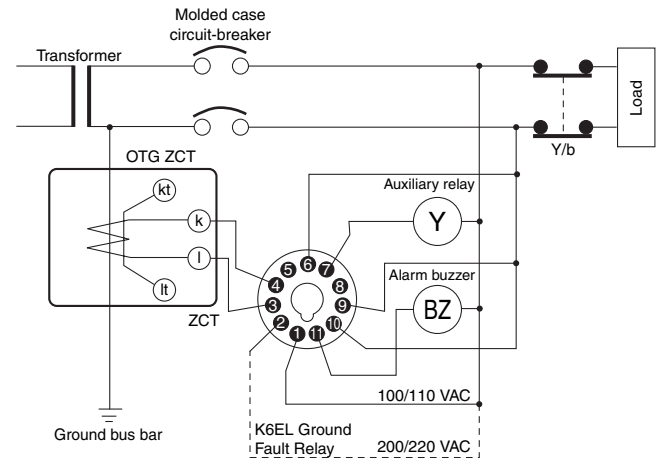 Molded case
circuit-breaker
Transformer
Load
Y/b
OTG ZCT
kt
k
l
lt
ZCT
Auxiliary relay
Y
Alarm buzzer
BZ
6
5
7
4
8
3
9
2
10
1
11
100/110 VAC
K6EL Ground
Fault Relay
200/220 VAC
Ground bus bar